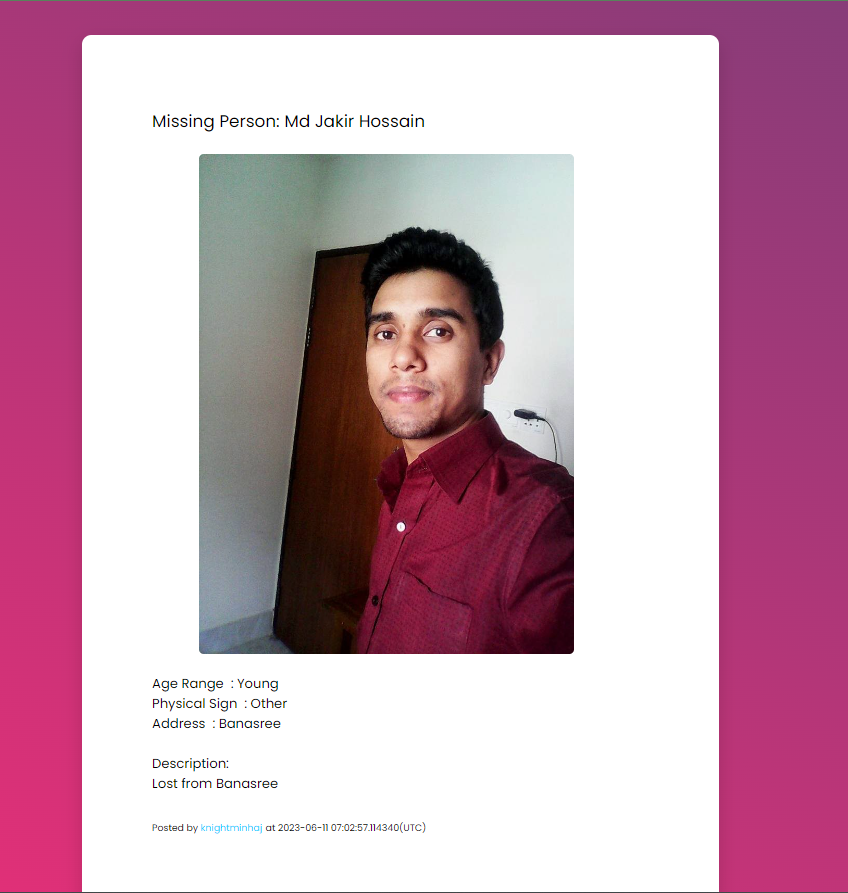 Missing Person: Md Jakir Hossain
Age Range : Young
Physical Sign : Other
Address : Banasree
Description:
Lost from Banasree
Posted by knightminhaj at 2023-06-11 07:02:57.114340(UTC)